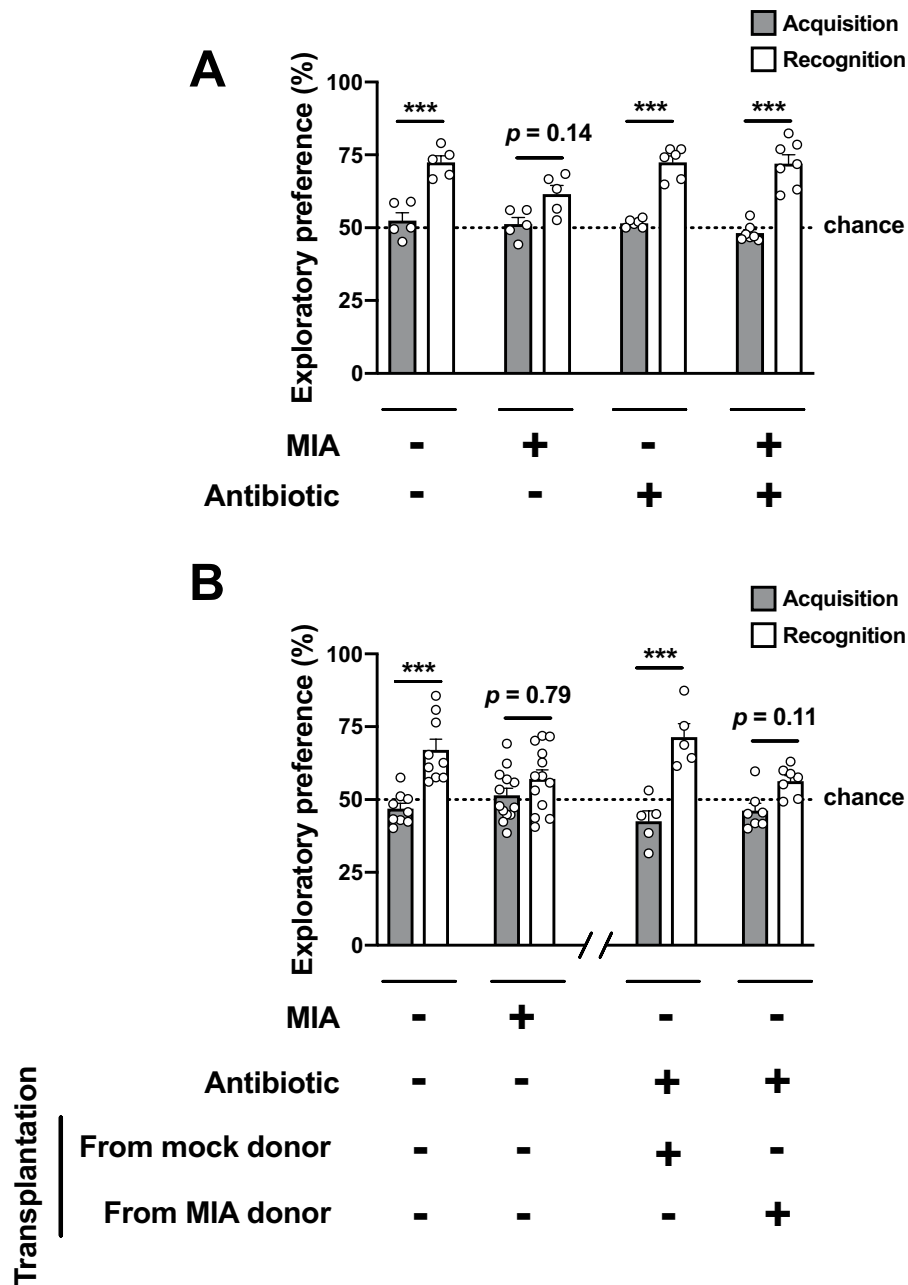 A
Acquisition
Recognition
Exploratory preference (%)
100
75
50
25
0
***
p = 0.14
***
***
chance
MIA - + - +
Antibiotic - - + +
B
Acquisition
Recognition
Exploratory preference (%)
100
75
50
25
0
***
p = 0.79
***
p = 0.11
chance
MIA - + - -
Antibiotic - - + +
Transplantation
From mock donor - - + -
From MIA donor - - - +